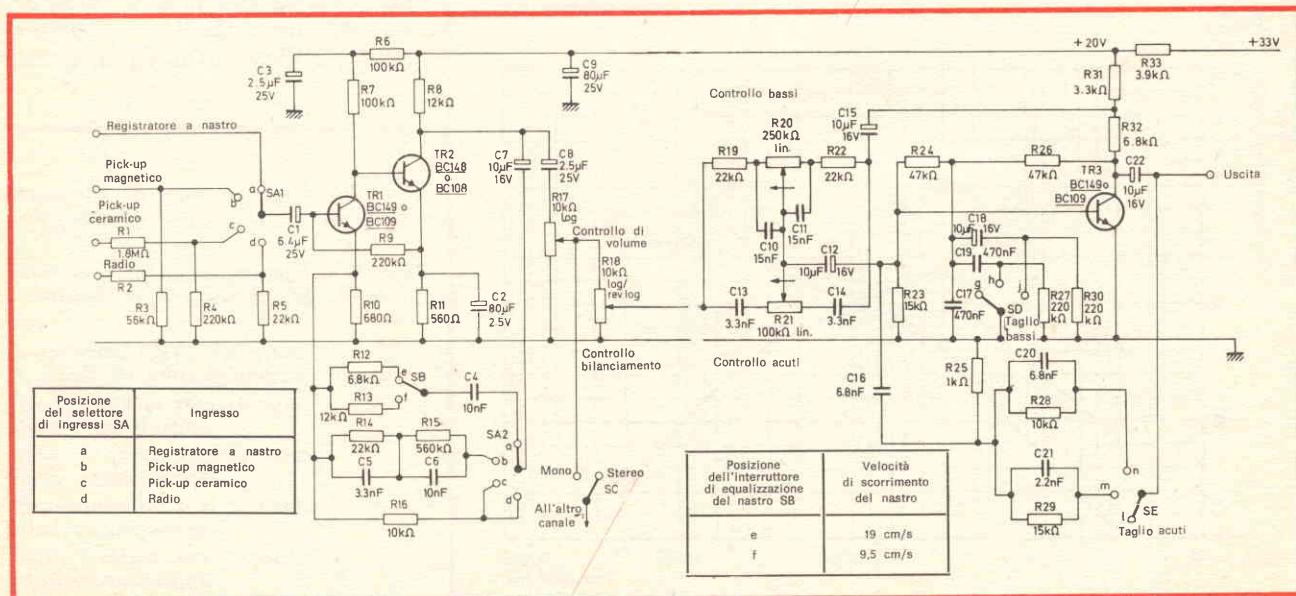 R6
100kΩ
C3
2.5µF
25V
R7
100kΩ
R8
12kΩ
C9
80µF
25V
+20V
+33V
R33
3.9kΩ
R31
3.3kΩ
Controllo bassi
C15
10µF
16V
R32
6.8kΩ
Registratore a nastro
Pick-up
magnetico
Pick-up
ceramico
Radio
R1
1.8MΩ
R2
R3
56kΩ
R4
220kΩ
R5
22kΩ
a
b
c
d
SA1
C1
6.4µF
25V
TR1
BC149 o
BC109
TR2
BC148
o
BC108
R9
220kΩ
R10
680Ω
R11
560Ω
C2
80µF
2.5V
C7
10µF
16V
C8
2.5µF
25V
R17
10kΩ
log
Controllo di
volume
R18
10kΩ
log/
rev log
Controllo
bilanciamento
R19
22kΩ
R20
250kΩ
lin.
R22
22kΩ
C10
15nF
C11
15nF
C12
10µF
16V
C13
3.3nF
C14
3.3nF
R21
100kΩ lin.
Controllo acuti
R24
47kΩ
R26
47kΩ
TR3
BC149o
BC109
C22
10µF
16V
Uscita
R23
15kΩ
C18
10µF
16V
C19
470nF
C17
470nF
g
h
j
SD
(Taglio
bassi
R27
220
kΩ
R30
220
kΩ
R25
1kΩ
C16
6.8nF
C20
6.8nF
R28
10kΩ
C21
2.2nF
R29
15kΩ
n
m
l
SE
Taglio acuti
R12
6.8kΩ
R13
12kΩ
e
f
SB
C4
10nF
R14
22kΩ
R15
560kΩ
C5
3.3nF
C6
10nF
R16
10kΩ
SA2
a
b
c
d
Mono
Stereo
SC
All'altro
canale
Posizione
del selettore
di ingressi SA
Ingresso
a Registratore a nastro
b Pick-up magnetico
c Pick-up ceramico
d Radio
Posizione
dell'interruttore
di equalizzazione
del nastro SB
Velocità
di scorrimento
del nastro
e 19 cm/s
f 9,5 cm/s